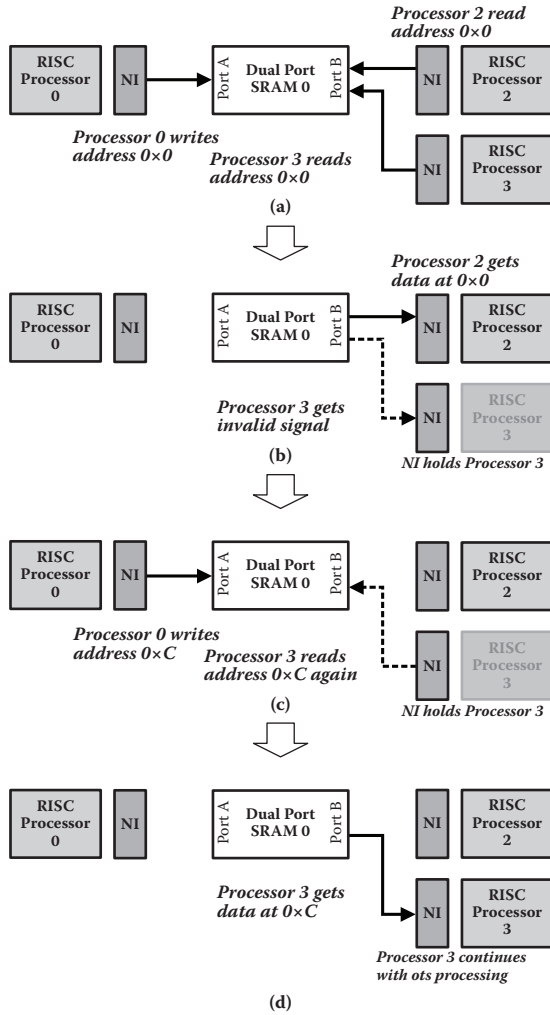 Processor 2 read
address 0×0
RISC
Processor
0
NI
Port A
Dual Port
SRAM 0
Port B
NI
RISC
Processor
2
Processor 0 writes
address 0×0
Processor 3 reads
address 0×0
NI
RISC
Processor
3
(a)
Processor 2 gets
data at 0×0
RISC
Processor
0
NI
Port A
Dual Port
SRAM 0
Port B
NI
RISC
Processor
2
Processor 3 gets
invalid signal
NI
RISC
Processor
3
NI holds Processor 3
(b)
RISC
Processor
0
NI
Port A
Dual Port
SRAM 0
Port B
NI
RISC
Processor
2
Processor 0 writes
address 0×C
Processor 3 reads
address 0×C again
NI
RISC
Processor
3
NI holds Processor 3
(c)
RISC
Processor
0
NI
Port A
Dual Port
SRAM 0
Port B
NI
RISC
Processor
2
Processor 3 gets
data at 0×C
NI
RISC
Processor
3
Processor 3 continues
with ots processing
(d)